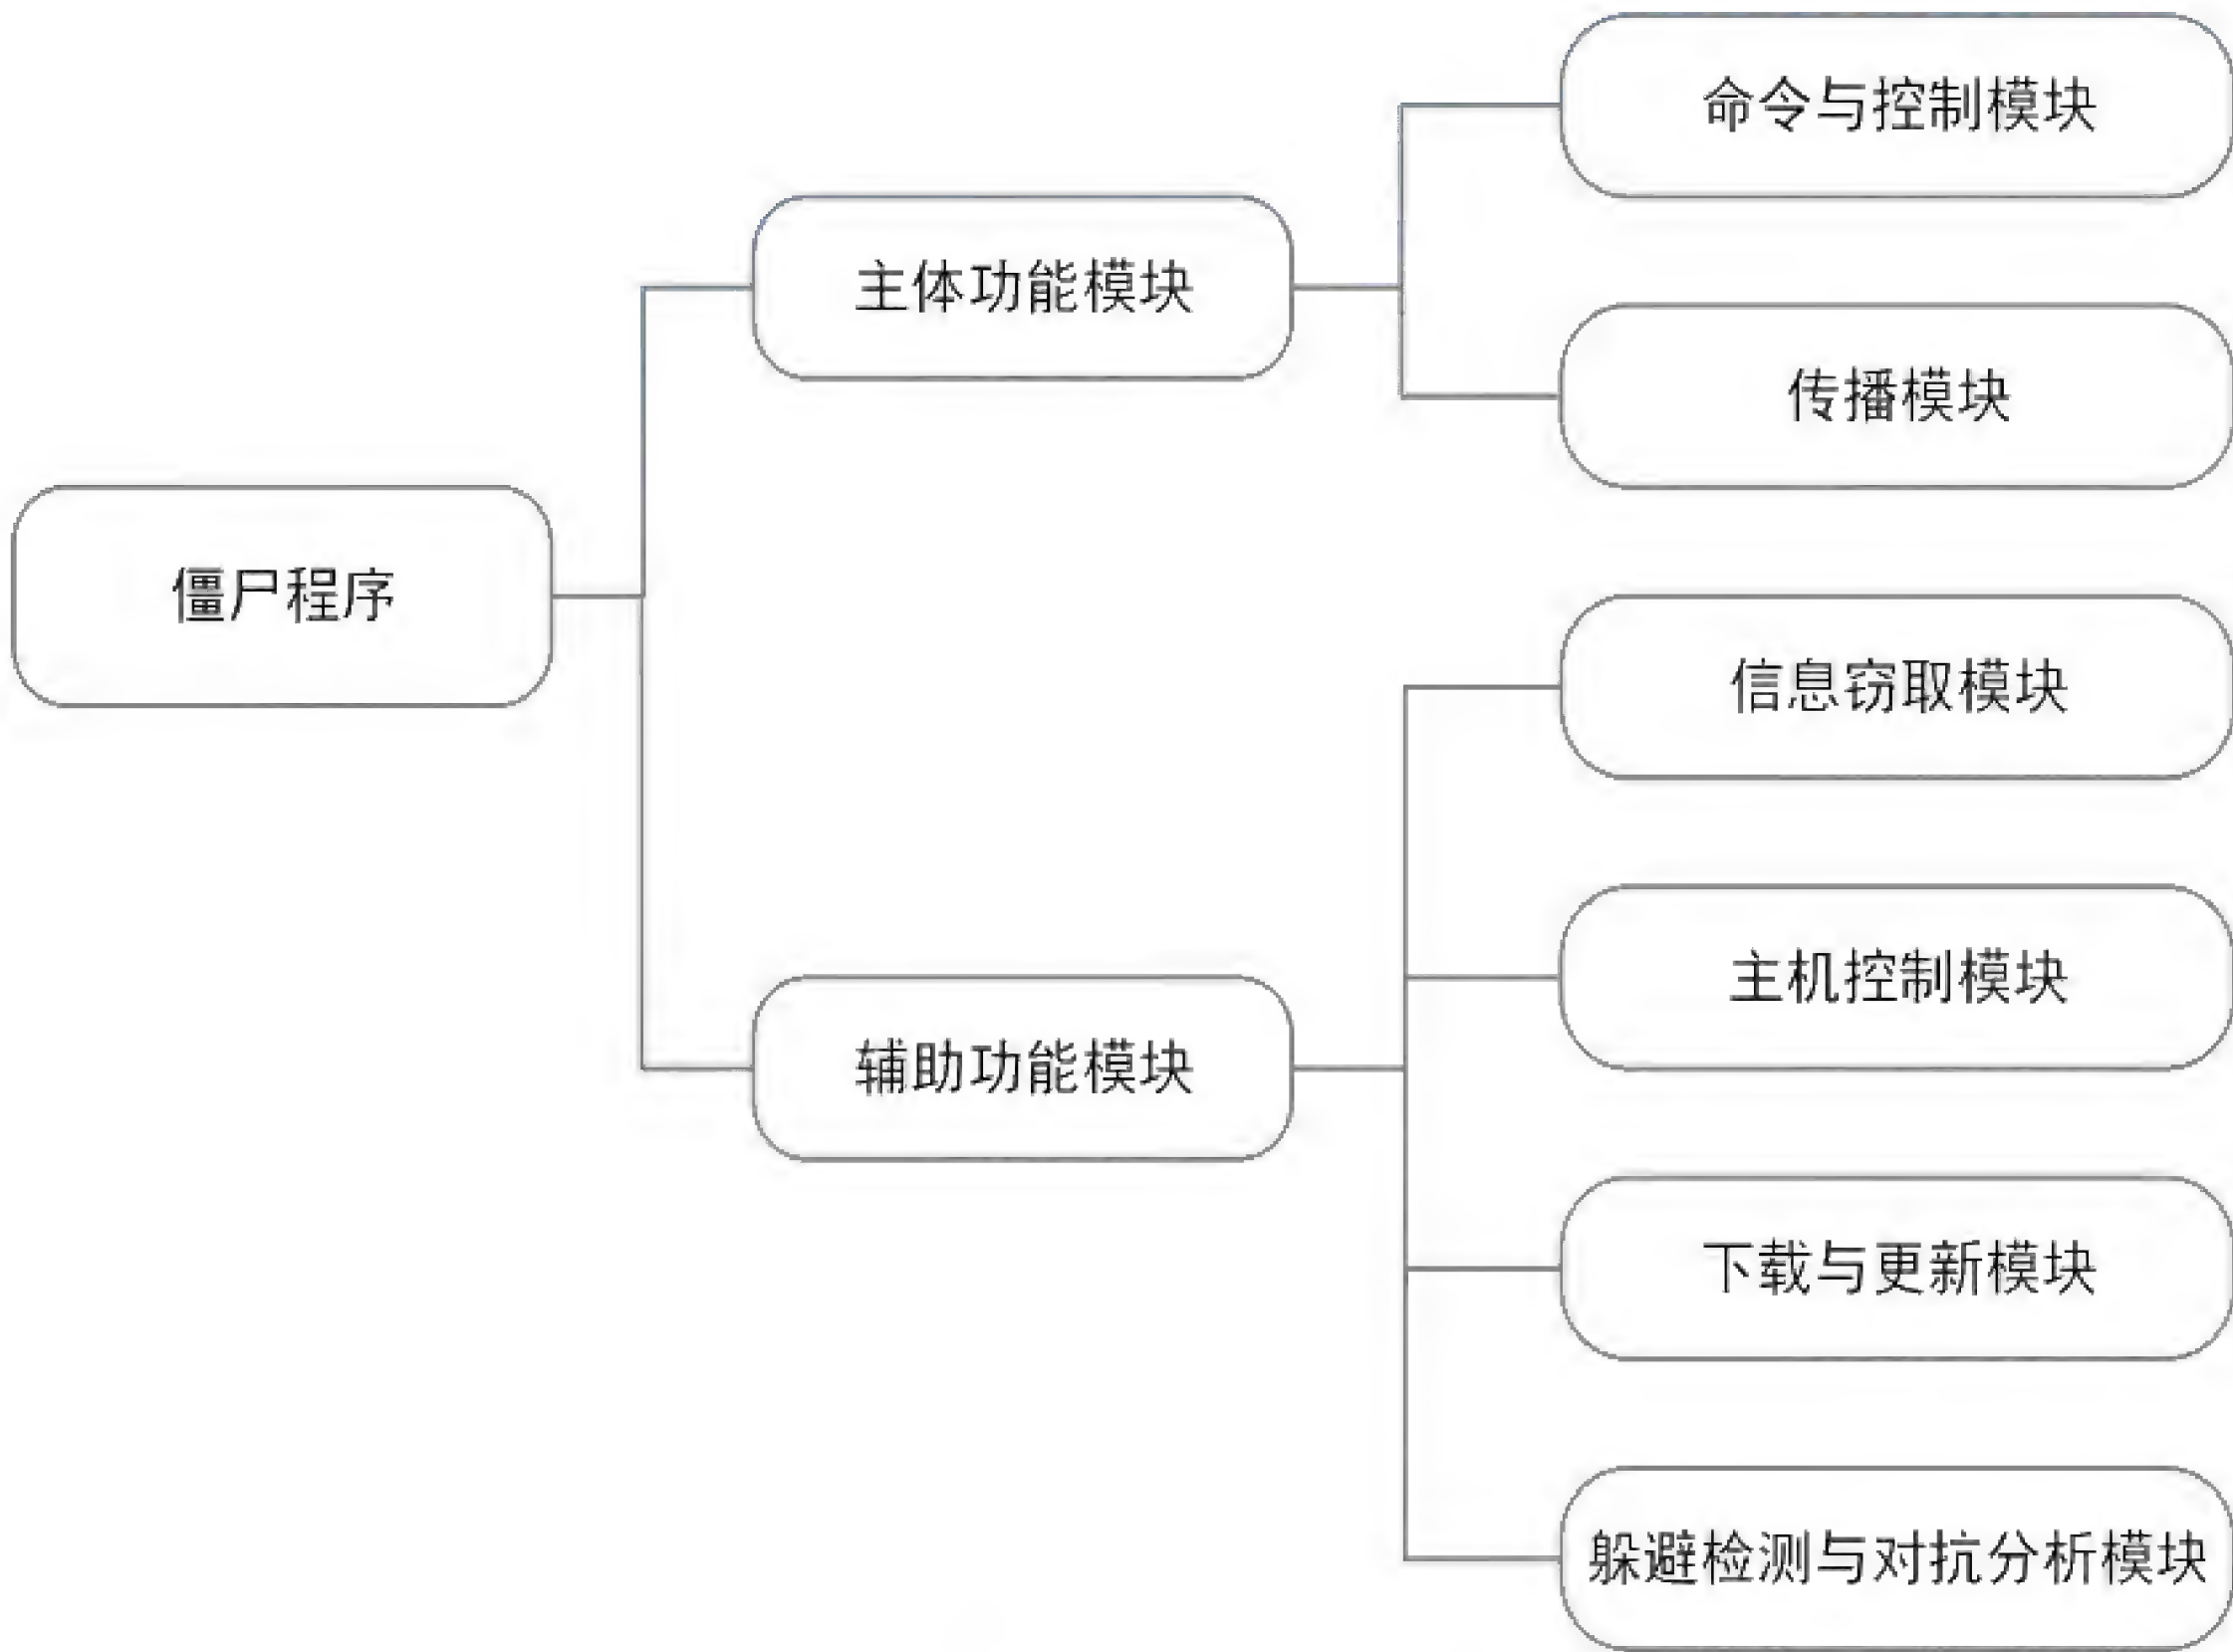 僵尸程序
主体功能模块
命令与控制模块
传播模块
辅助功能模块
信息窃取模块
主机控制模块
下载与更新模块
躲避检测与对抗分析模块